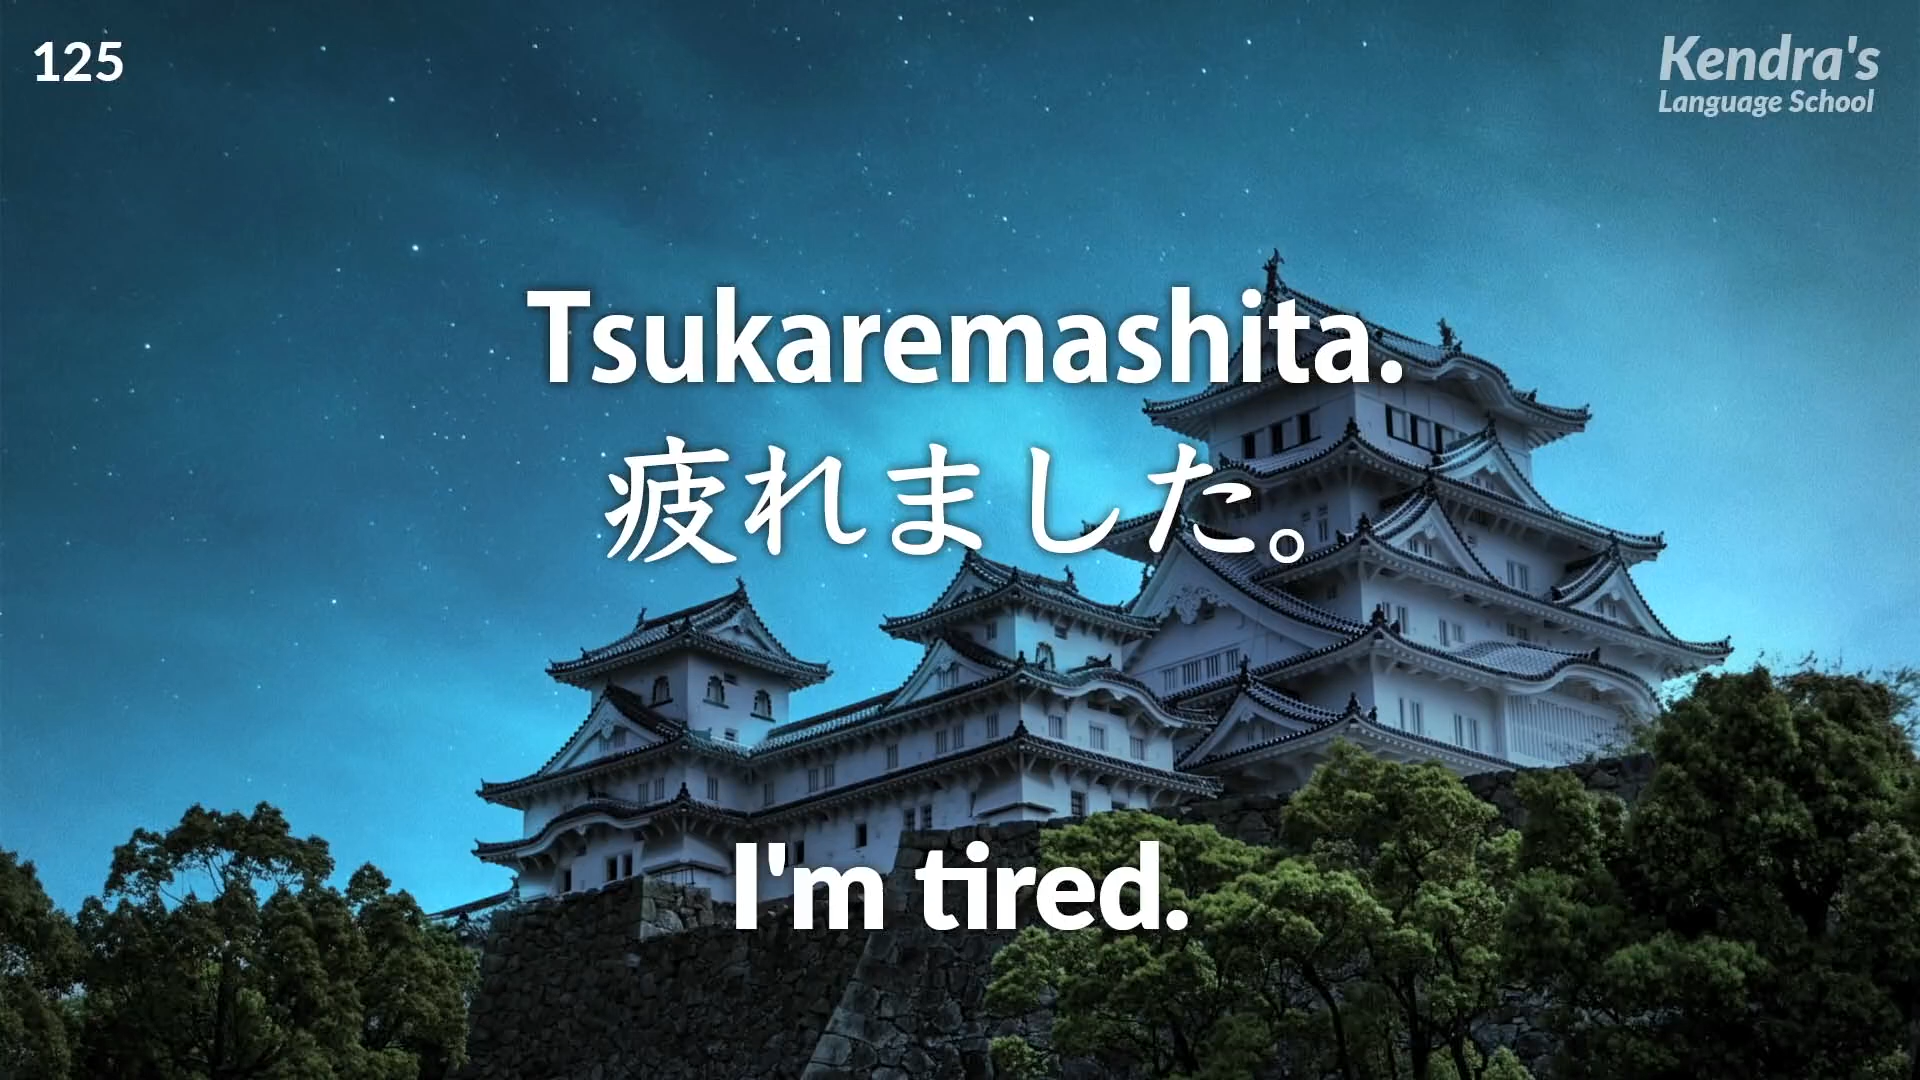 125
Kendra's
Language School
Tsukaremashita.
疲れました。
I'm tired.